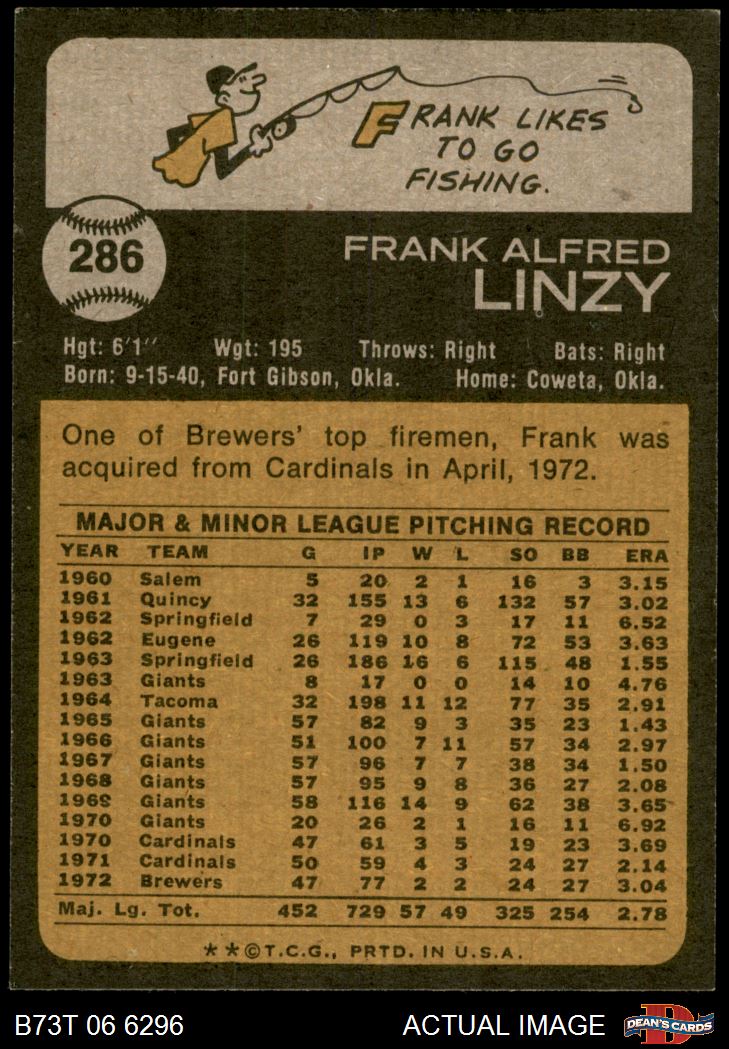 FRANK LIKES
TO GO
FISHING.
286
FRANK ALFRED
LINZY
Hgt: 6'1" Wgt: 195 Throws: Right Bats: Right
Born: 9-15-40, Fort Gibson, Okla. Home: Coweta, Okla.
One of Brewers' top firemen, Frank was
acquired from Cardinals in April, 1972.
MAJOR & MINOR LEAGUE PITCHING RECORD
YEAR TEAM G IP W L SO BB ERA
1960 Salem 5 20 2 1 16 3 3.15
1961 Quincy 32 155 13 6 132 57 3.02
1962 Springfield 7 29 0 3 17 11 6.52
1962 Eugene 26 119 10 8 72 53 3.63
1963 Springfield 26 186 16 6 115 48 1.55
1963 Giants 8 17 0 0 14 10 4.76
1964 Tacoma 32 198 11 12 77 35 2.91
1965 Giants 57 82 9 3 35 23 1.43
1966 Giants 51 100 7 11 57 34 2.97
1967 Giants 57 96 7 7 38 34 1.50
1968 Giants 57 95 9 8 36 27 2.08
1969 Giants 58 116 14 9 62 38 3.65
1970 Giants 20 26 2 1 16 11 6.92
1970 Cardinals 47 61 3 5 19 23 3.69
1971 Cardinals 50 59 4 3 24 27 2.14
1972 Brewers 47 77 2 2 24 27 3.04
Maj. Lg. Tot. 452 729 57 49 325 254 2.78
**©T.C.G., PRTD. IN U.S.A.
B73T 06 6296 ACTUAL IMAGE D DEAN'S CARDS